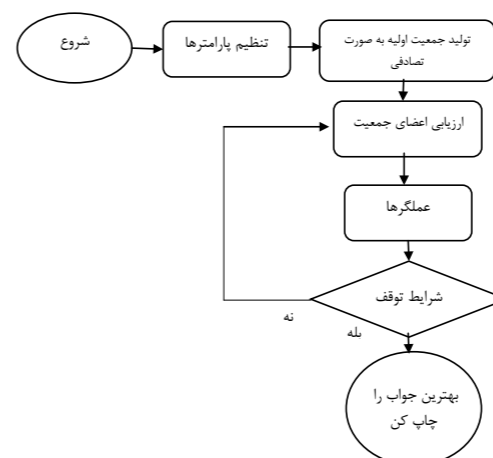 شروع
تنظیم پارامترها
تولید جمعیت اولیه به صورت
تصادفی
ارزیابی اعضای جمعیت
عملگرها
شرایط توقف
نه
بله
بهترین جواب را
چاپ کن